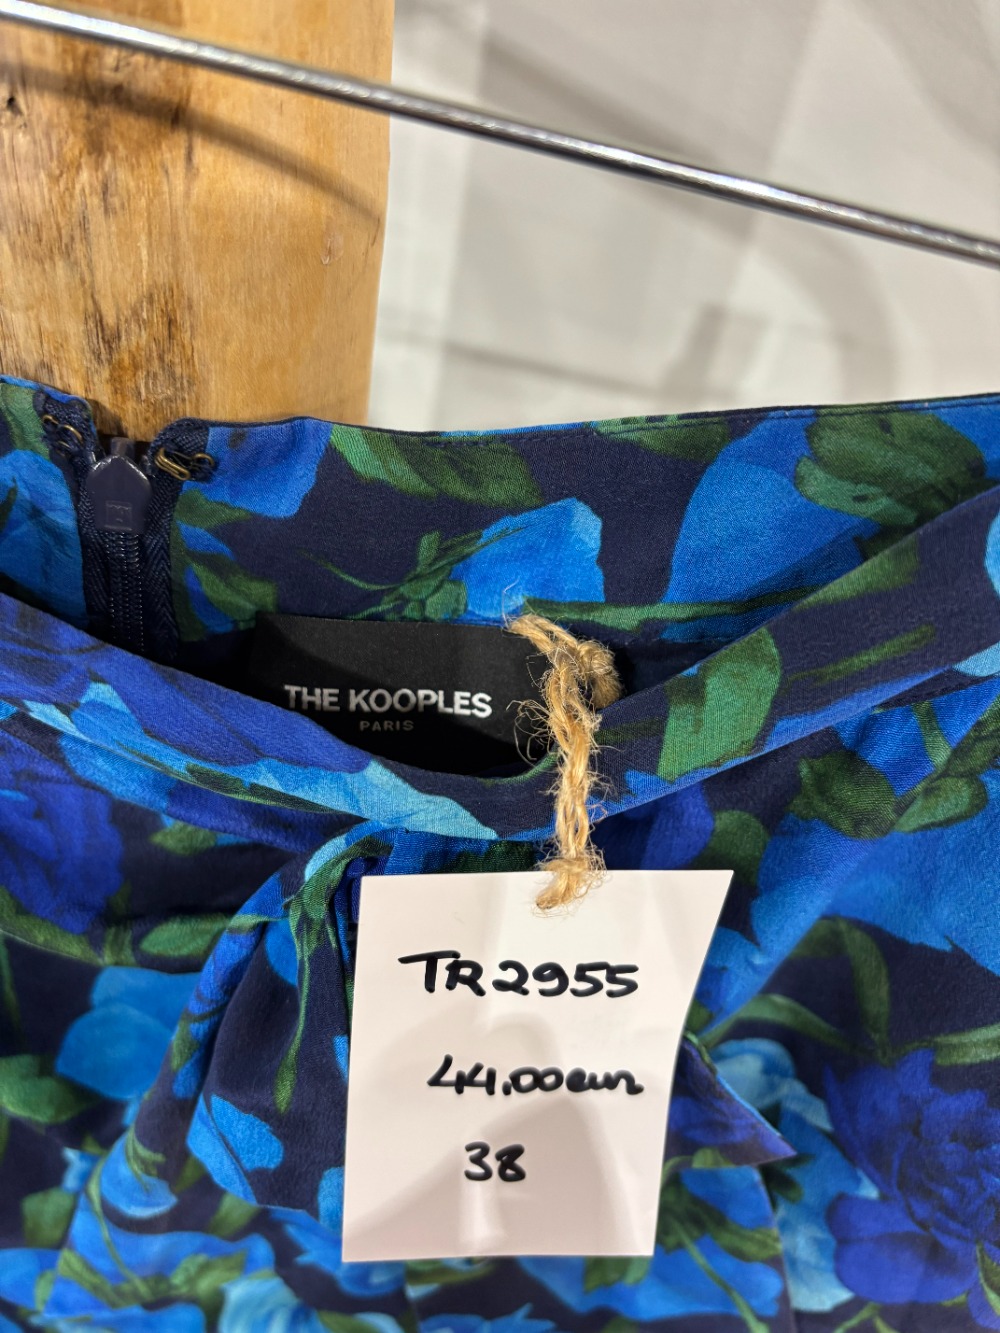 THE KOOPLES
PARIS
TR2955
44.00eur
38